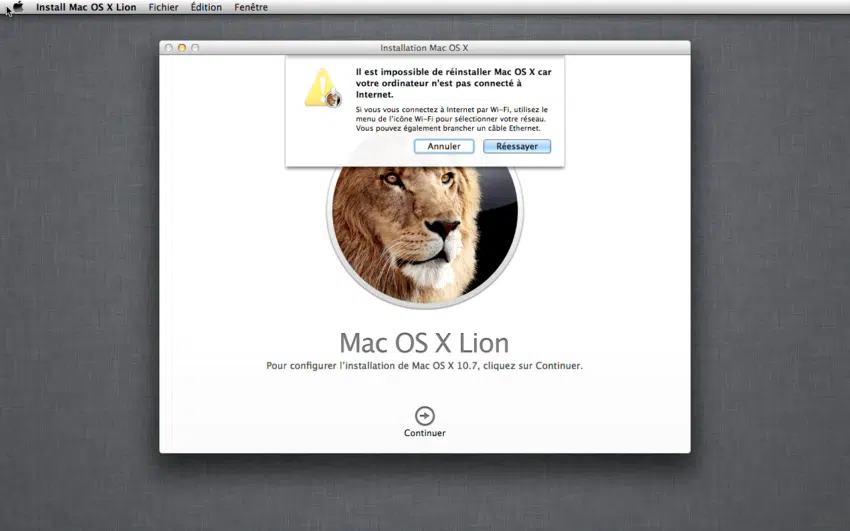 Install Mac OS X Lion Fichier Édition Fenêtre
Installation Mac OS X
Il est impossible de réinstaller Mac OS X car
votre ordinateur n'est pas connecté à
Internet.
Si vous vous connectez à Internet par Wi-Fi, utilisez le
menu de l'icône Wi-Fi pour sélectionner votre réseau.
Vous pouvez également brancher un câble Ethernet.
Annuler Réessayer
Mac OS X Lion
Pour configurer l'installation de Mac OS X 10.7, cliquez sur Continuer.
Continuer